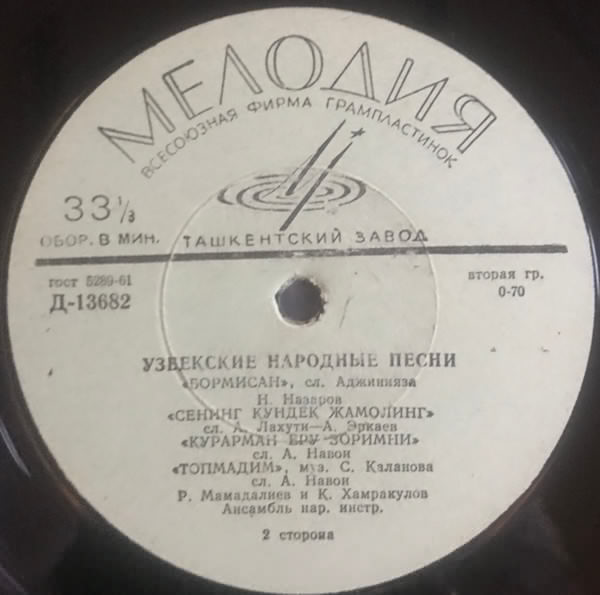 МЕЛОДИЯ
ВСЕСОЮЗНАЯ ФИРМА ГРАМПЛАСТИНОК
33⅓
ОБОР. В МИН.
ТАШКЕНТСКИЙ ЗАВОД
гост 5289-61
Д-13682
вторая гр.
0-70
УЗБЕКСКИЕ НАРОДНЫЕ ПЕСНИ
«БОРМИСАН», сл. Аджинияза
Н. Назаров
«СЕНИНГ КУНДЕК ЖАМОЛИНГ»
сл. А. Лахути—А. Эркаев
«КУРАРМАН ЕРУ ЗОРИМНИ»
сл. А. Навои
«ТОПМАДИМ», муз. С. Каланова
сл. А. Навои
Р. Мамадалиев и К. Хамракулов
Ансамбль нар. инстр.
2 сторона